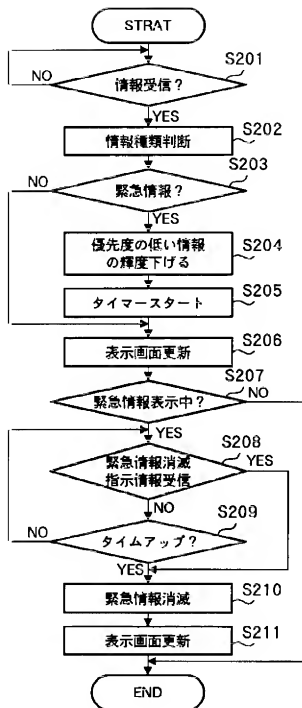 STRAT
S201
情報受信？
NO
YES
S202
情報種類判断
S203
NO
緊急情報？
YES
S204
優先度の低い情報
の輝度下げる
S205
タイマースタート
S206
表示画面更新
S207
緊急情報表示中？
NO
YES
S208
緊急情報消滅
指示情報受信
YES
NO
S209
NO
タイムアップ？
YES
S210
緊急情報消滅
S211
表示画面更新
END